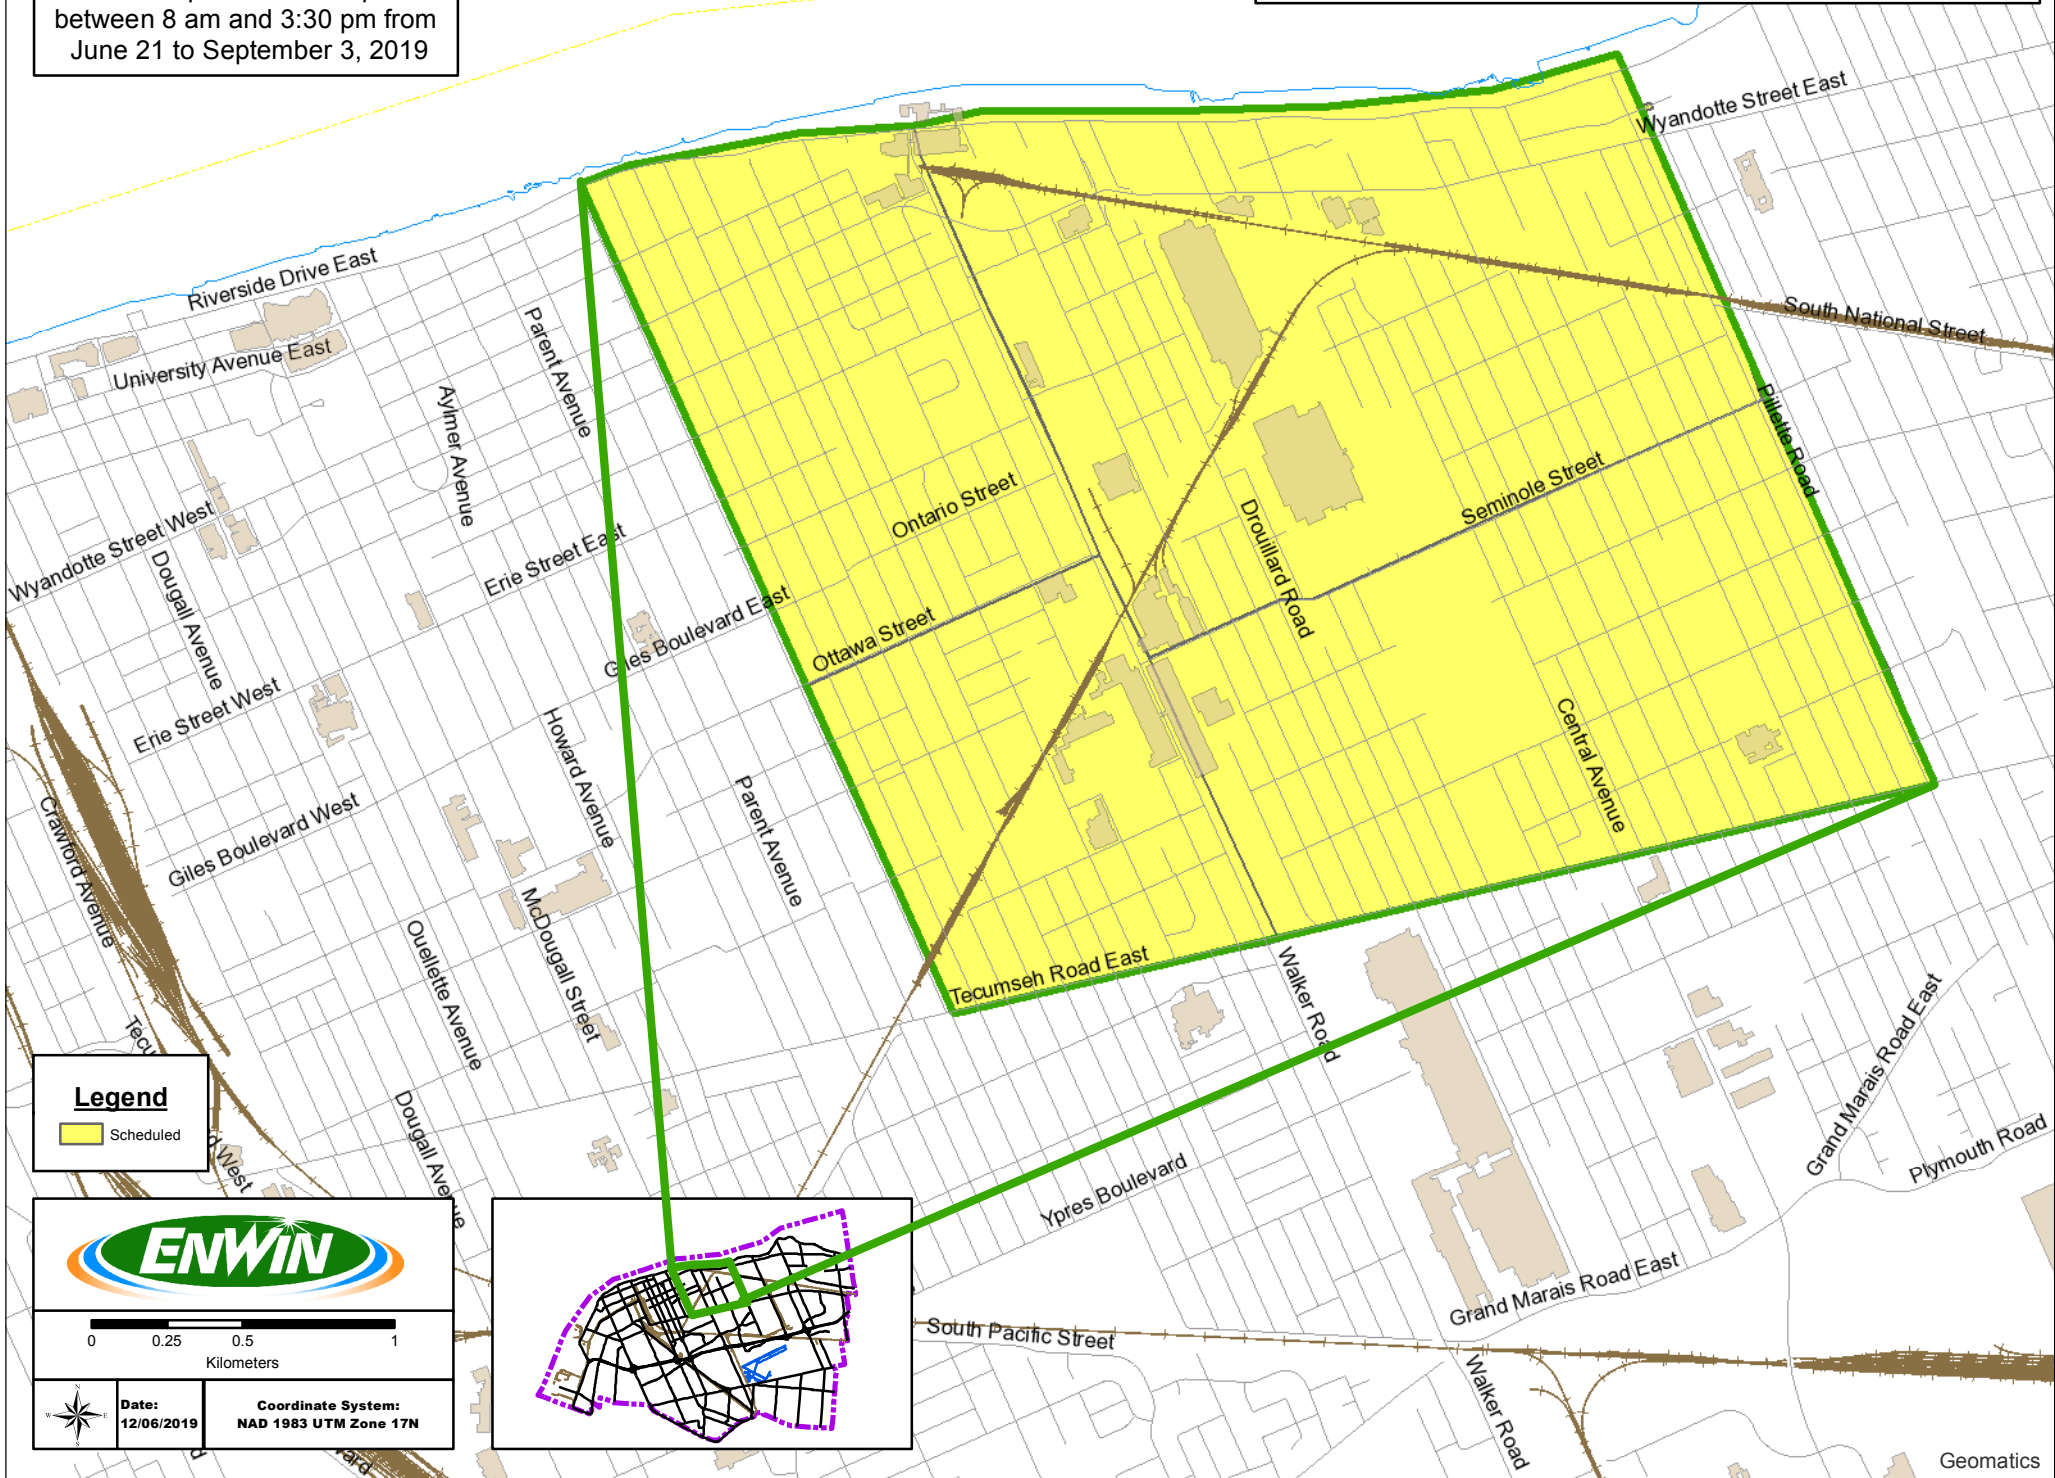 between 8 am and 3:30 pm from
June 21 to September 3, 2019
Wyandotte Street East
Riverside Drive East
South National Street
University Avenue East
Parent Avenue
Aylmer Avenue
Pillette Road
Ontario Street
Seminole Street
Drouillard Road
Wyandotte Street West
Dougall Avenue
Erie Street East
Giles Boulevard East
Ottawa Street
Erie Street West
Howard Avenue
Central Avenue
Parent Avenue
Crawford Avenue
Giles Boulevard West
McDougall Street
Ouellette Avenue
Tecumseh Road East
Walker Road
Grand Marais Road East
Dougall Avenue
Plymouth Road
Ypres Boulevard
Grand Marais Road East
South Pacific Street
Walker Road
Legend
Scheduled
West
ENWIN
0 0.25 0.5 1
Kilometers
N
W E
S
Date:
12/06/2019
Coordinate System:
NAD 1983 UTM Zone 17N
Geomatics